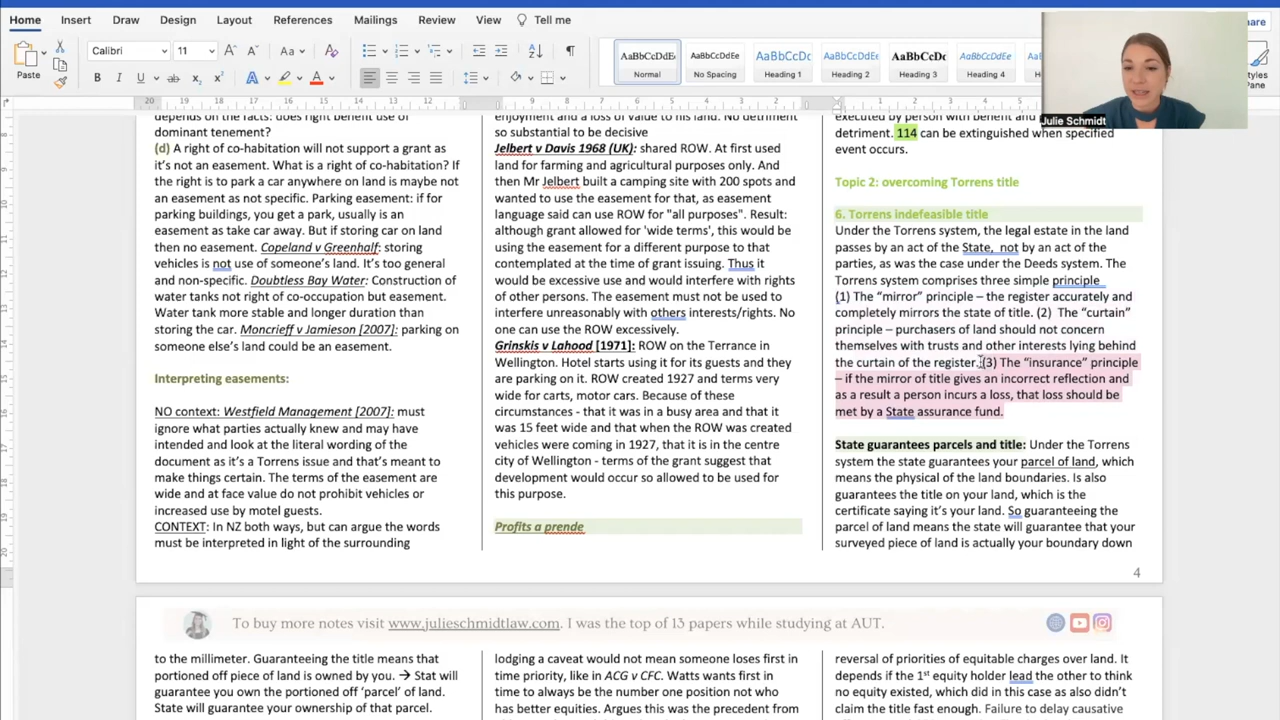 Home Insert Draw Design Layout References Mailings Review View Tell me
Paste
Calibri 11
Aa
B I U ab x₂ x² A A
AaBbCcDdEe AaBbCcDdEe AaBbCcDc AaBbCcDdEe AaBbCcDc AaBbCcDdEe
Normal No Spacing Heading 1 Heading 2 Heading 3 Heading 4
Julie Schmidt
20 19 18 17 16 15 14 13 12 11 9 8 7 6 5 4 3 2 1 1 2 3 4 5
depends on the facts: does right benefit use of
dominant tenement?
(d) A right of co-habitation will not support a grant as
it's not an easement. What is a right of co-habitation? If
the right is to park a car anywhere on land is maybe not
an easement as not specific. Parking easement: if for
parking buildings, you get a park, usually is an
easement as take car away. But if storing car on land
then no easement. Copeland v Greenhalf: storing
vehicles is not use of someone's land. It's too general
and non-specific. Doubtless Bay Water: Construction of
water tanks not right of co-occupation but easement.
Water tank more stable and longer duration than
storing the car. Moncrieff v Jamieson [2007]: parking on
someone else's land could be an easement.
Interpreting easements:
NO context: Westfield Management [2007]: must
ignore what parties actually knew and may have
intended and look at the literal wording of the
document as it's a Torrens issue and that's meant to
make things certain. The terms of the easement are
wide and at face value do not prohibit vehicles or
increased use by motel guests.
CONTEXT: In NZ both ways, but can argue the words
must be interpreted in light of the surrounding
enjoyment and a loss of value to his land. No detriment
so substantial to be decisive
Jelbert v Davis 1968 (UK): shared ROW. At first used
land for farming and agricultural purposes only. And
then Mr Jelbert built a camping site with 200 spots and
wanted to use the easement for that, as easement
language said can use ROW for "all purposes". Result:
although grant allowed for 'wide terms', this would be
using the easement for a different purpose to that
contemplated at the time of grant issuing. Thus it
would be excessive use and would interfere with rights
of other persons. The easement must not be used to
interfere unreasonably with others interests/rights. No
one can use the ROW excessively.
Grinskis v Lahood [1971]: ROW on the Terrance in
Wellington. Hotel starts using it for its guests and they
are parking on it. ROW created 1927 and terms very
wide for carts, motor cars. Because of these
circumstances - that it was in a busy area and that it
was 15 feet wide and that when the ROW was created
vehicles were coming in 1927, that it is in the centre
city of Wellington - terms of the grant suggest that
development would occur so allowed to be used for
this purpose.
Profits a prende
executed by person with benefit and
detriment. 114 can be extinguished when specified
event occurs.
Topic 2: overcoming Torrens title
6. Torrens indefeasible title
Under the Torrens system, the legal estate in the land
passes by an act of the State, not by an act of the
parties, as was the case under the Deeds system. The
Torrens system comprises three simple principle
(1) The “mirror” principle – the register accurately and
completely mirrors the state of title. (2) The “curtain”
principle – purchasers of land should not concern
themselves with trusts and other interests lying behind
the curtain of the register. (3) The “insurance” principle
– if the mirror of title gives an incorrect reflection and
as a result a person incurs a loss, that loss should be
met by a State assurance fund.
State guarantees parcels and title: Under the Torrens
system the state guarantees your parcel of land, which
means the physical of the land boundaries. Is also
guarantees the title on your land, which is the
certificate saying it's your land. So guaranteeing the
parcel of land means the state will guarantee that your
surveyed piece of land is actually your boundary down
4
To buy more notes visit www.julieschmidtlaw.com. I was the top of 13 papers while studying at AUT.
to the millimeter. Guaranteeing the title means that
portioned off piece of land is owned by you. → Stat will
guarantee you own the portioned off 'parcel' of land.
State will guarantee your ownership of that parcel.
lodging a caveat would not mean someone loses first in
time priority, like in ACG v CFC. Watts wants first in
time to always be the number one position not who
has better equities. Argues this was the precedent from
reversal of priorities of equitable charges over land. It
depends if the 1st equity holder lead the other to think
no equity existed, which did in this case as also didn't
claim the title fast enough. Failure to delay causative